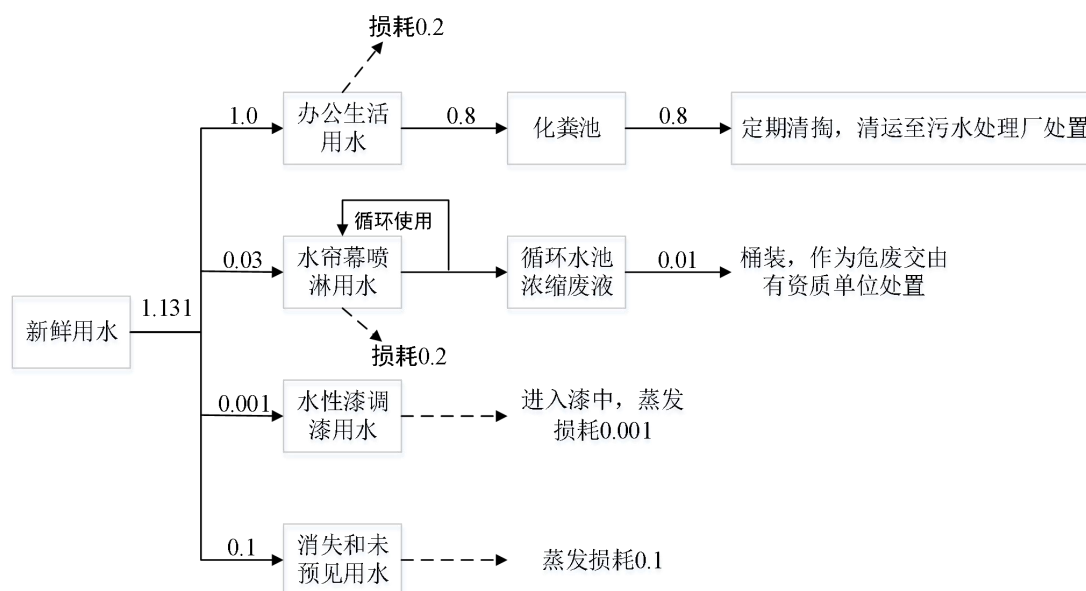 损耗0.2
1.0
办公生活
用水
0.8
化粪池
0.8
定期清掏，清运至污水处理厂处置
循环使用
0.03
水帘幕喷
淋用水
循环水池
浓缩废液
0.01
桶装，作为危废交由
有资质单位处置
新鲜用水
1.131
损耗0.2
0.001
水性漆调
漆用水
进入漆中，蒸发
损耗0.001
0.1
消失和未
预见用水
蒸发损耗0.1